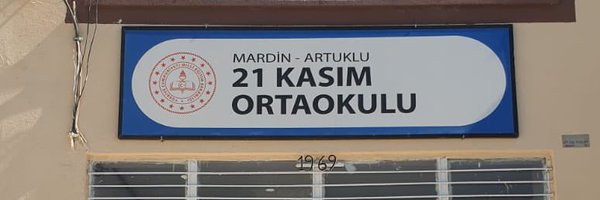 MARDİN - ARTUKLU
21 KASIM
ORTAOKULU
1969